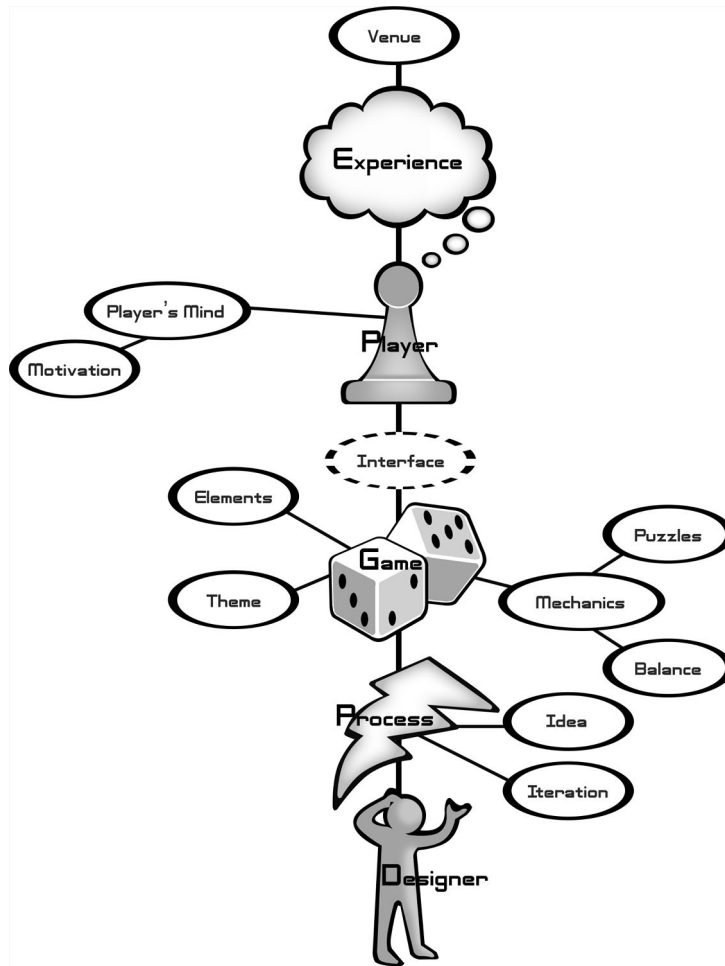 Venue
Experience
Player's Mind
Player
Motivation
Interface
Elements
Puzzles
Game
Theme
Mechanics
Balance
Process
Idea
Iteration
Designer